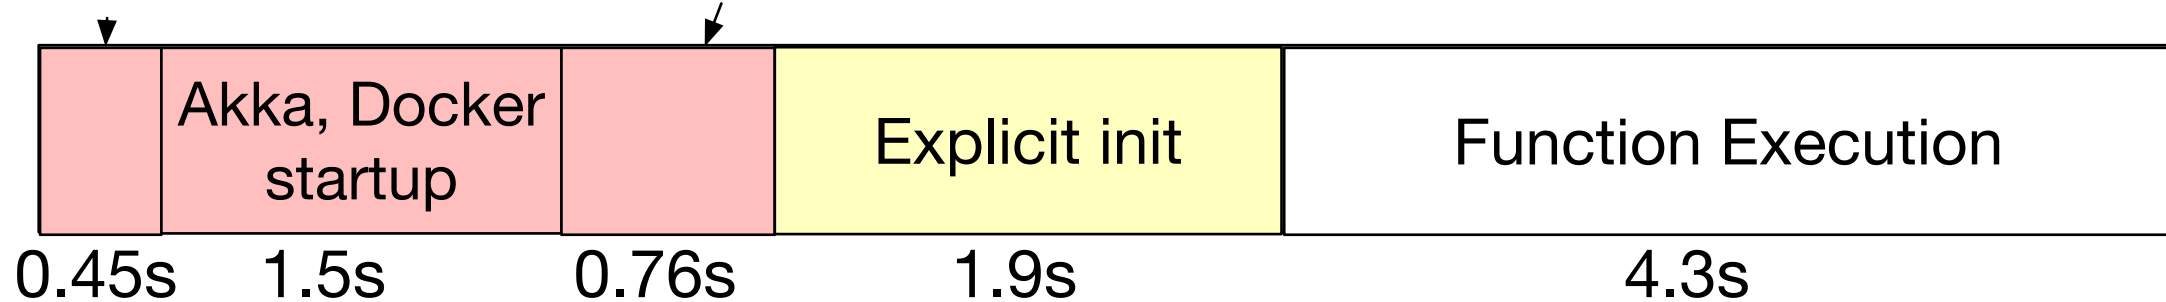 Akka, Docker
startup
Explicit init
Function Execution
0.45s
1.5s
0.76s
1.9s
4.3s